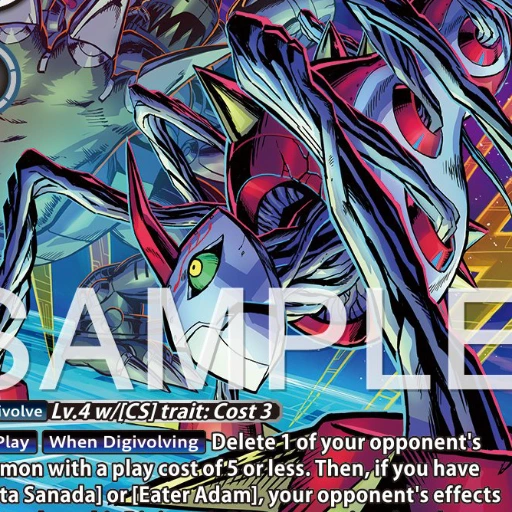 SAMPLE
ivolve Lv.4 w/[CS] trait: Cost 3
Play When Digivolving Delete 1 of your opponent's
mon with a play cost of 5 or less. Then, if you have
ta Sanada] or [Eater Adam], your opponent's effects